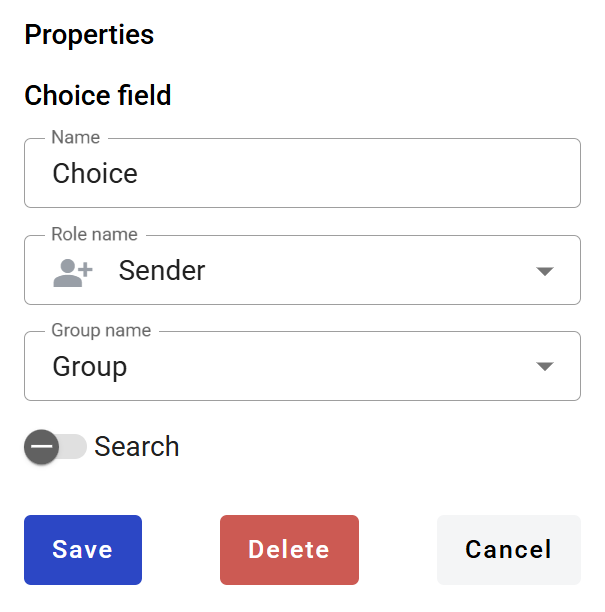 Properties
Choice field
Name
Choice
Role name
Sender
Group name
Group
Search
Save Delete Cancel